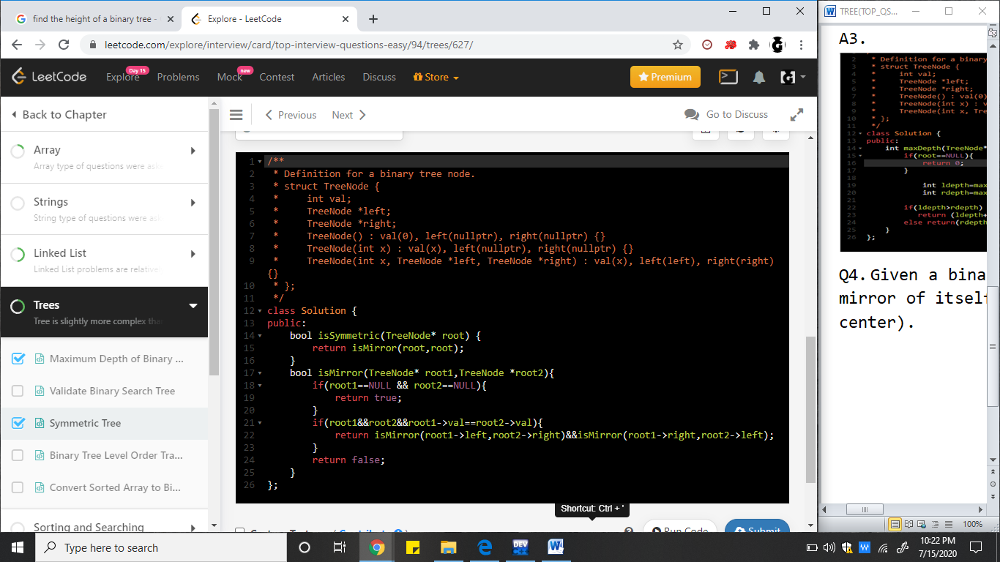 find the height of a binary tree -
Explore - LeetCode
TREE(TOP_QS...
leetcode.com/explore/interview/card/top-interview-questions-easy/94/trees/627/
LeetCode
Explore
Day 15
Problems
Mock
new
Contest
Articles
Discuss
Store
Premium
Back to Chapter
Previous
Next
Go to Discuss
Array
Array type of questions were ask
Strings
String type of questions were ask
Linked List
Linked List problems are relative
Trees
Tree is slightly more complex tha
Maximum Depth of Binary ...
Validate Binary Search Tree
Symmetric Tree
Binary Tree Level Order Tra...
Convert Sorted Array to Bi...
Sorting and Searching
1 /**
2 * Definition for a binary tree node.
3 * struct TreeNode {
4 *     int val;
5 *     TreeNode *left;
6 *     TreeNode *right;
7 *     TreeNode() : val(0), left(nullptr), right(nullptr) {}
8 *     TreeNode(int x) : val(x), left(nullptr), right(nullptr) {}
9 *     TreeNode(int x, TreeNode *left, TreeNode *right) : val(x), left(left), right(right)
{}
10 * };
11 */
12 class Solution {
13 public:
14     bool isSymmetric(TreeNode* root) {
15         return isMirror(root,root);
16     }
17     bool isMirror(TreeNode* root1,TreeNode *root2){
18         if(root1==NULL && root2==NULL){
19             return true;
20         }
21         if(root1&&root2&&root1->val==root2->val){
22             return isMirror(root1->left,root2->right)&&isMirror(root1->right,root2->left);
23         }
24         return false;
25     }
26 };
Shortcut: Ctrl + '
Run Code
Submit
A3.
2 * Definition for a binary
3 * struct TreeNode {
4 *     int val;
5 *     TreeNode *left;
6 *     TreeNode *right;
7 *     TreeNode() : val(0)
8 *     TreeNode(int x) : v
9 *     TreeNode(int x, Tre
10 * };
11 */
12 class Solution {
13 public:
14     int maxDepth(TreeNode*
15         if(root==NULL){
16             return 0;
17         }
18
19             int ldepth=max
20             int rdepth=max
21
22         if(ldepth>rdepth)
23             return (ldepth+
24         else return(rdepth
25     }
26 };
Q4. Given a bina
mirror of itself
center).
100%
Type here to search
DEV
C++
10:22 PM
7/15/2020